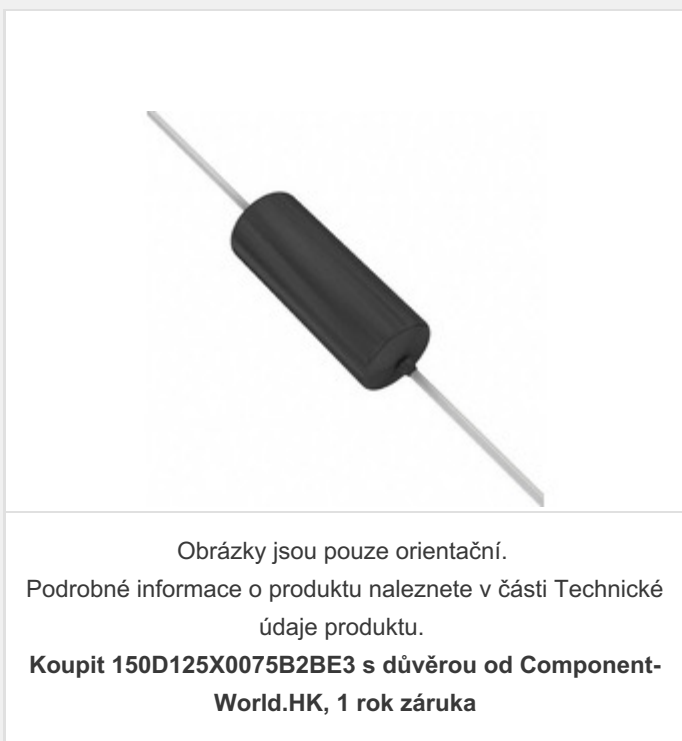 Obrázky jsou pouze orientační.
Podrobné informace o produktu naleznete v části Technické
údaje produktu.
Koupit 150D125X0075B2BE3 s důvěrou od Component-
World.HK, 1 rok záruka